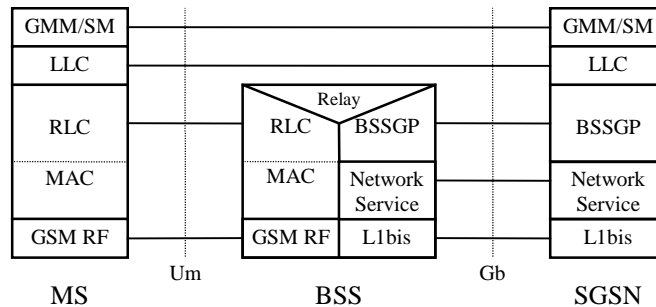 GMM/SM
GMM/SM
LLC
LLC
Relay
RLC
RLC
BSSGP
BSSGP
MAC
MAC
Network
Service
Network
Service
GSM RF
GSM RF
L1bis
L1bis
Um
Gb
MS
BSS
SGSN